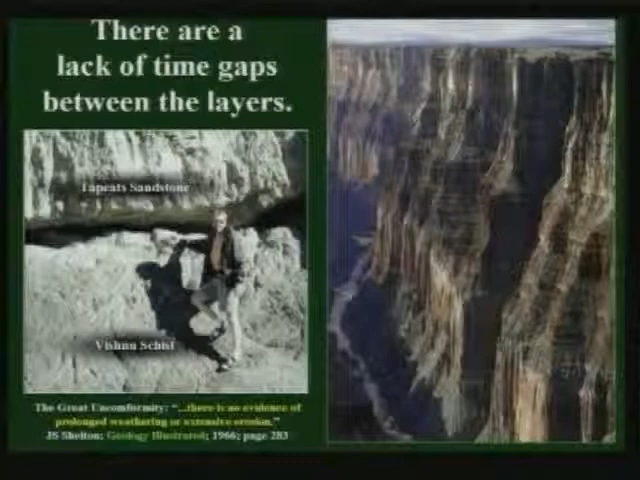 There are a
lack of time gaps
between the layers.
Tapeats Sandstone
Vishnu Schist
The Great Unconformity: "...there is no evidence of
prolonged weathering or extensive erosion."
JS Shelton; Geology Illustrated; 1966; page 283